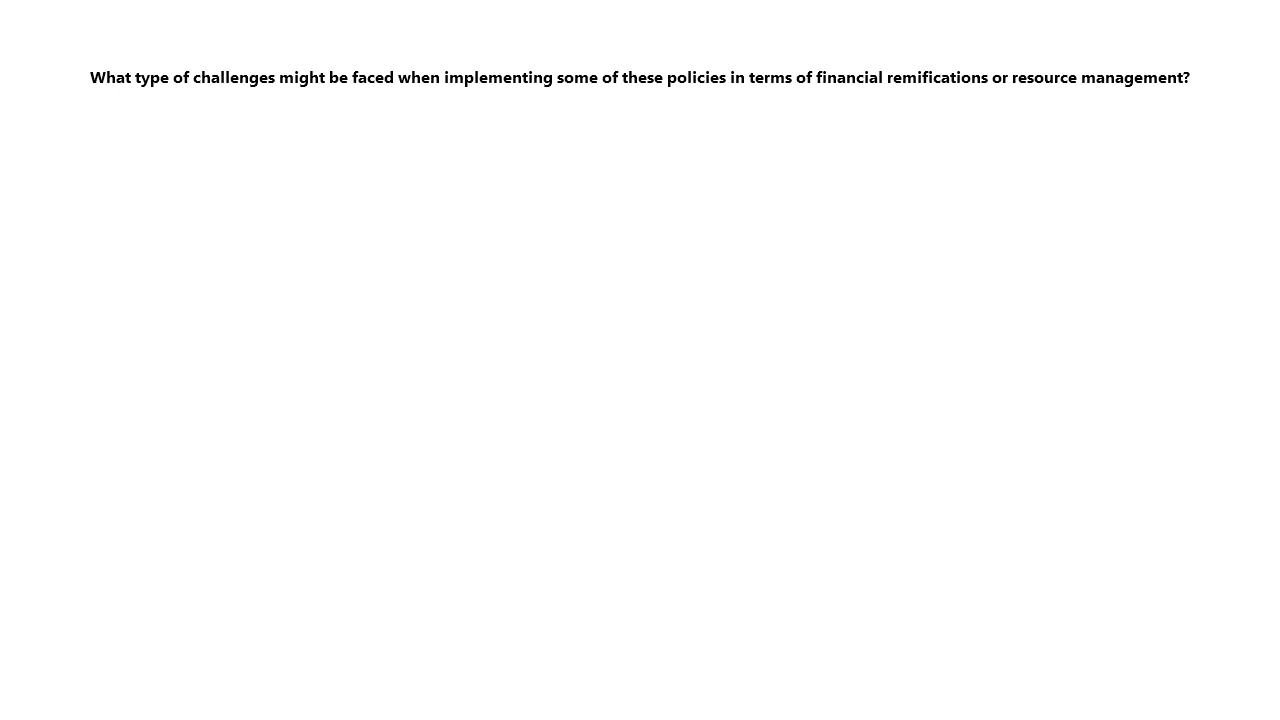 What type of challenges might be faced when implementing some of these policies in terms of financial remifications or resource management?